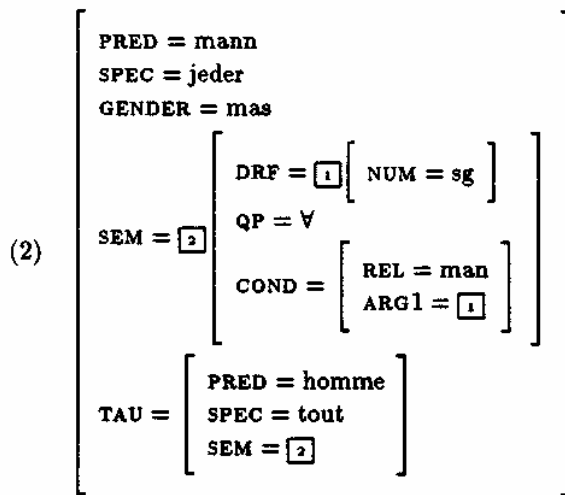 PRED = mann
SPEC = jeder
GENDER = mas
DRF = 1 [ NUM = sg ]
QP = ∀
(2) SEM = 2
COND = [ REL = man
ARG1 = 1 ]
PRED = homme
TAU = SPEC = tout
SEM = 2